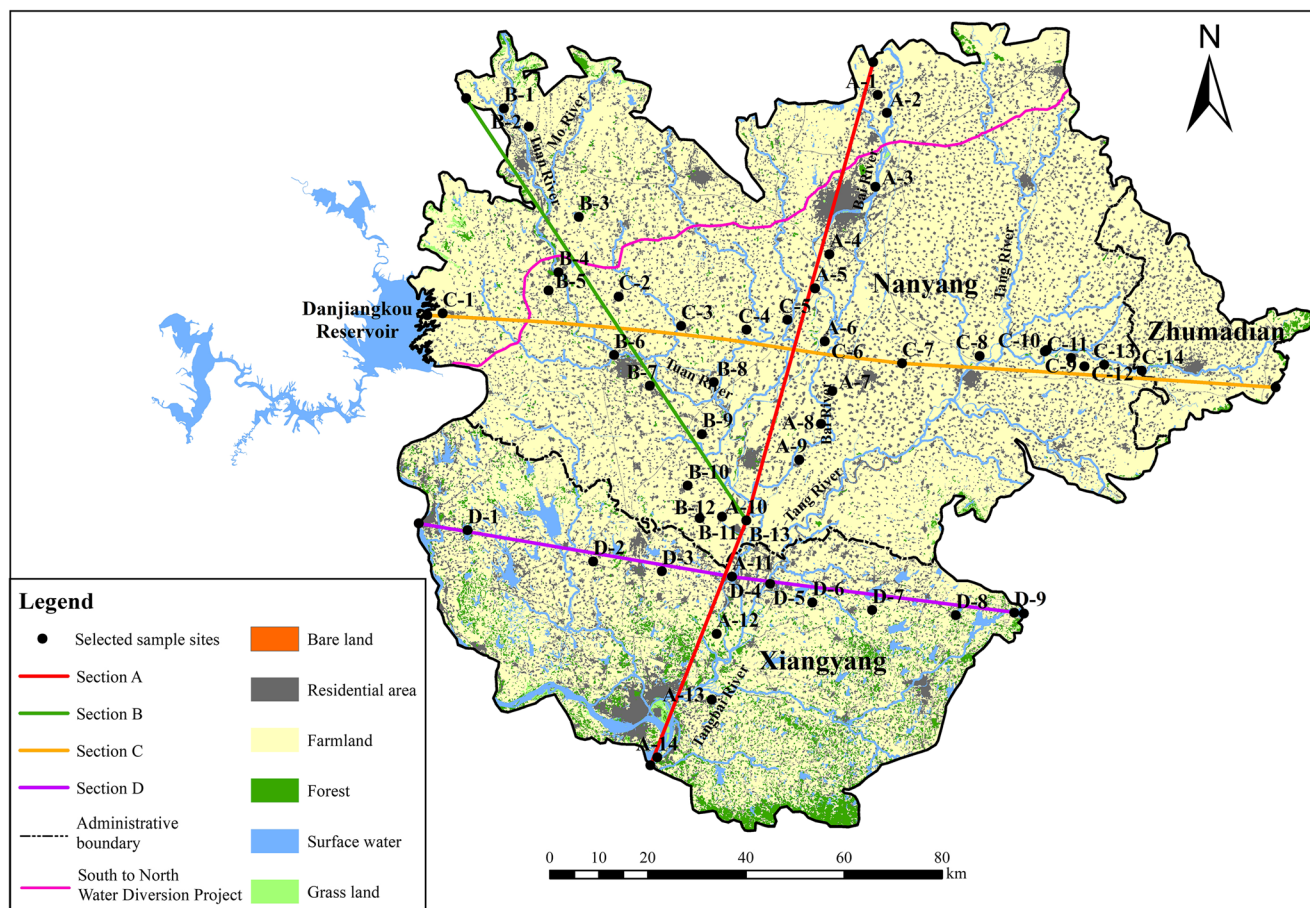 N
A-1
A-2
B-1
B-2
Mo River
Tuan River
Bai River
A-3
B-3
A-4
Nanyang
Tang River
B-4
B-5
A-5
C-2
Danjiangkou
Reservoir
C-1
C-3
C-4
C-5
A-6
C-6
C-7
C-8
C-10
C-11
C-9
C-13
C-12
C-14
Zhumadian
B-6
B-7
Tuan River
B-8
A-7
Bai River
A-8
B-9
A-9
Tang River
B-10
B-12
B-11
A-10
B-13
D-1
D-2
D-3
A-11
D-4
D-5
D-6
D-7
D-8
D-9
A-12
Xiangyang
A-13
Tangbai River
A-14
Legend
Selected sample sites
Section A
Section B
Section C
Section D
Administrative
boundary
South to North
Water Diversion Project
Bare land
Residential area
Farmland
Forest
Surface water
Grass land
0 10 20 40 60 80
km